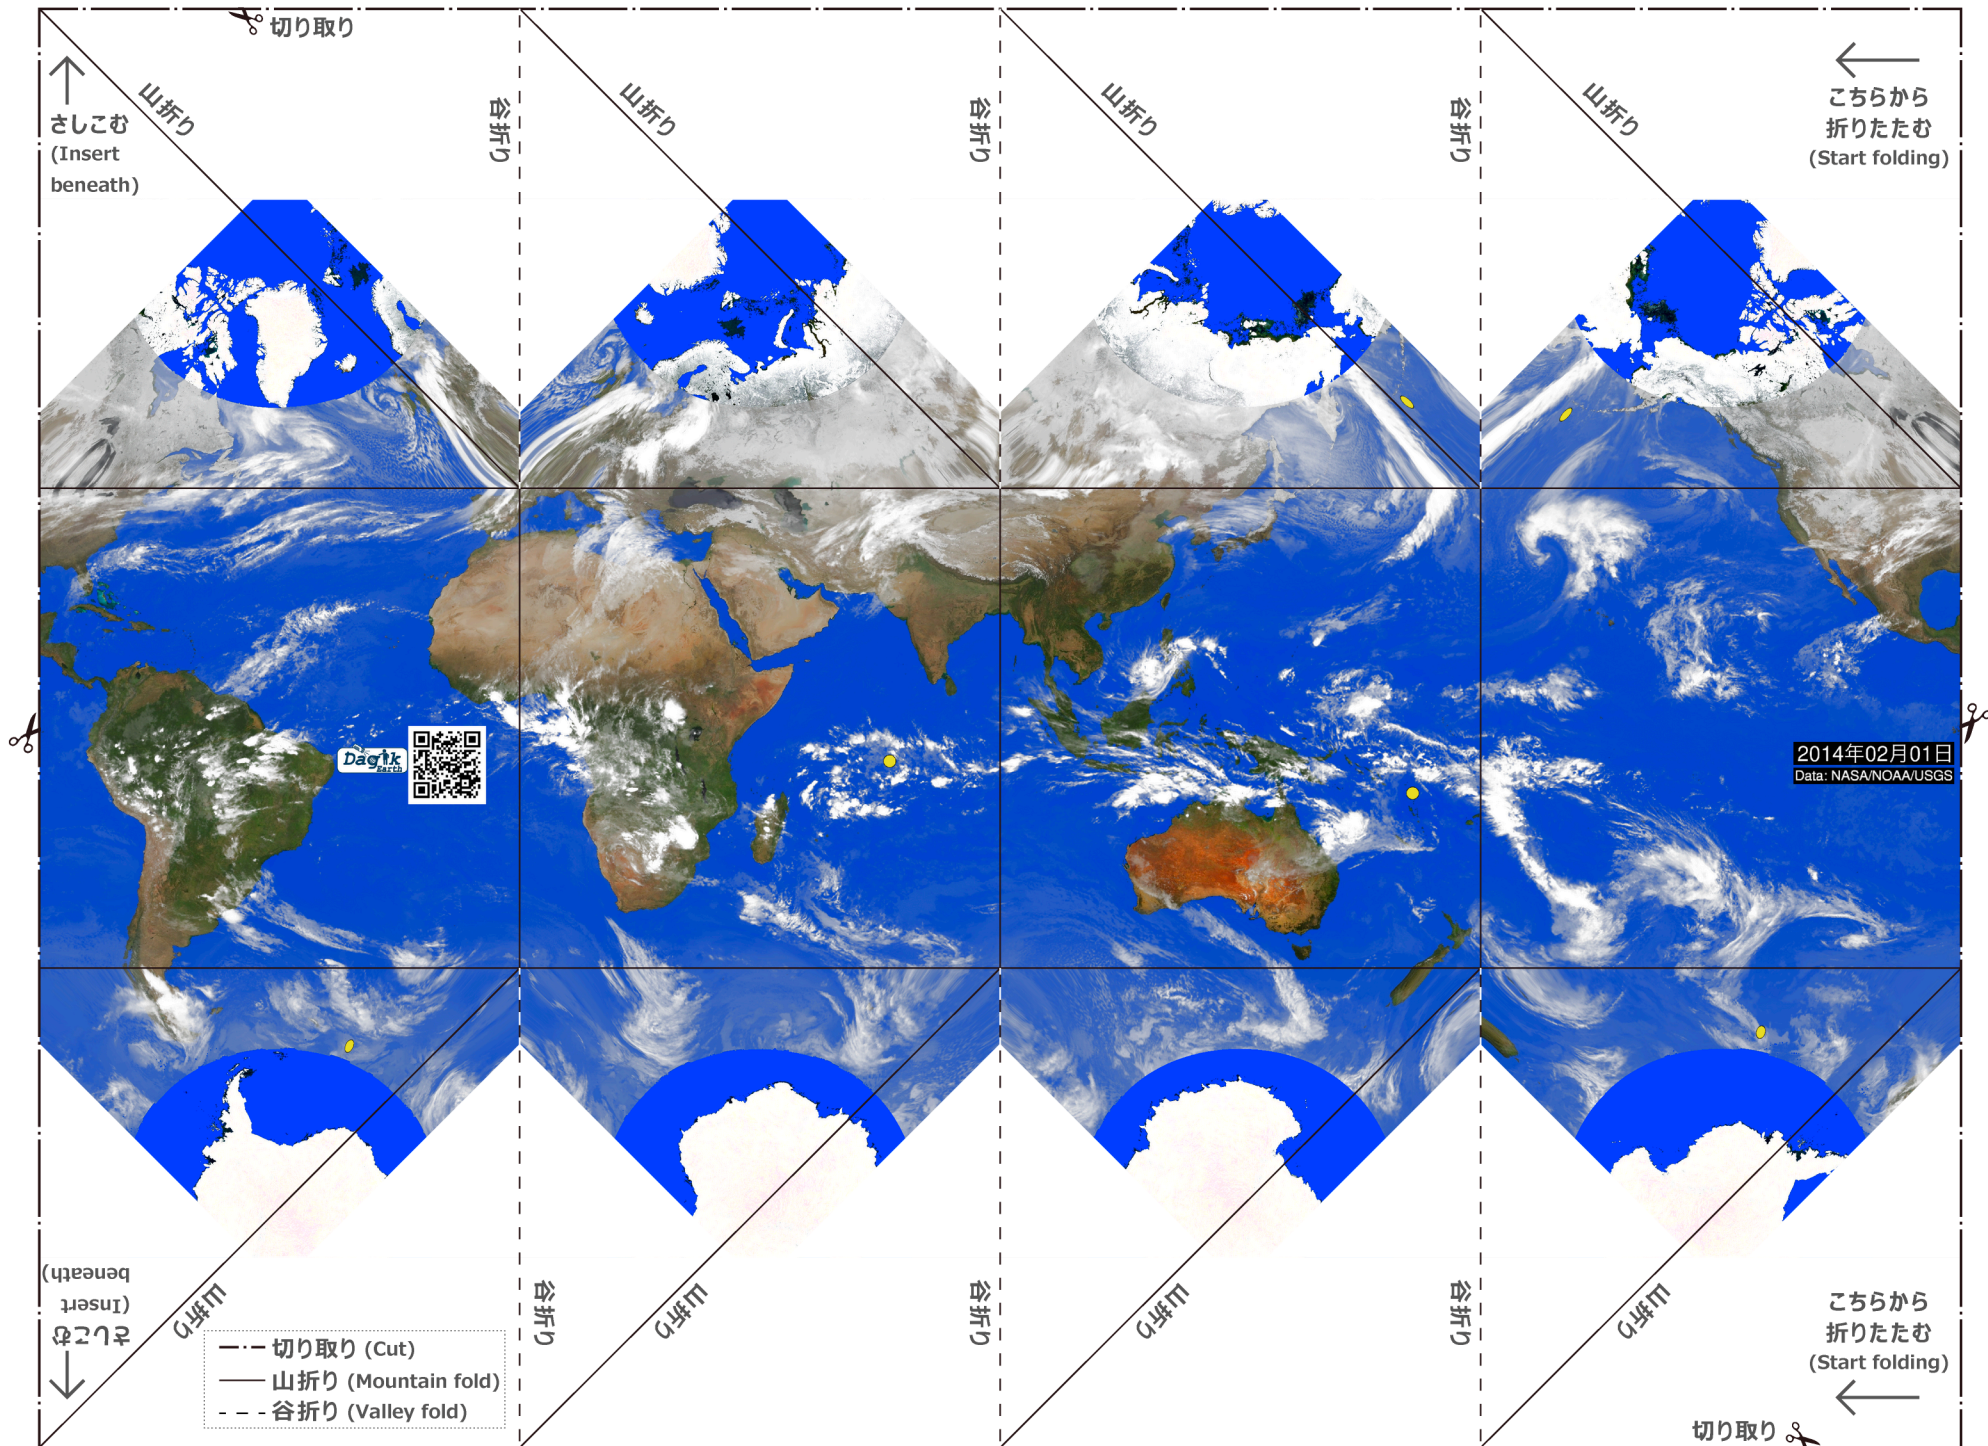 切り取り
山折り
山折り
山折り
山折り
谷折り
谷折り
谷折り
さしこむ
(Insert
beneath)
こちらから
折りたたむ
(Start folding)
Dagik
Earth
2014年02月01日
Data: NASA/NOAA/USGS
さしこむ
(Insert
beneath)
山折り
山折り
山折り
山折り
谷折り
谷折り
谷折り
こちらから
折りたたむ
(Start folding)
切り取り (Cut)
山折り (Mountain fold)
谷折り (Valley fold)
切り取り